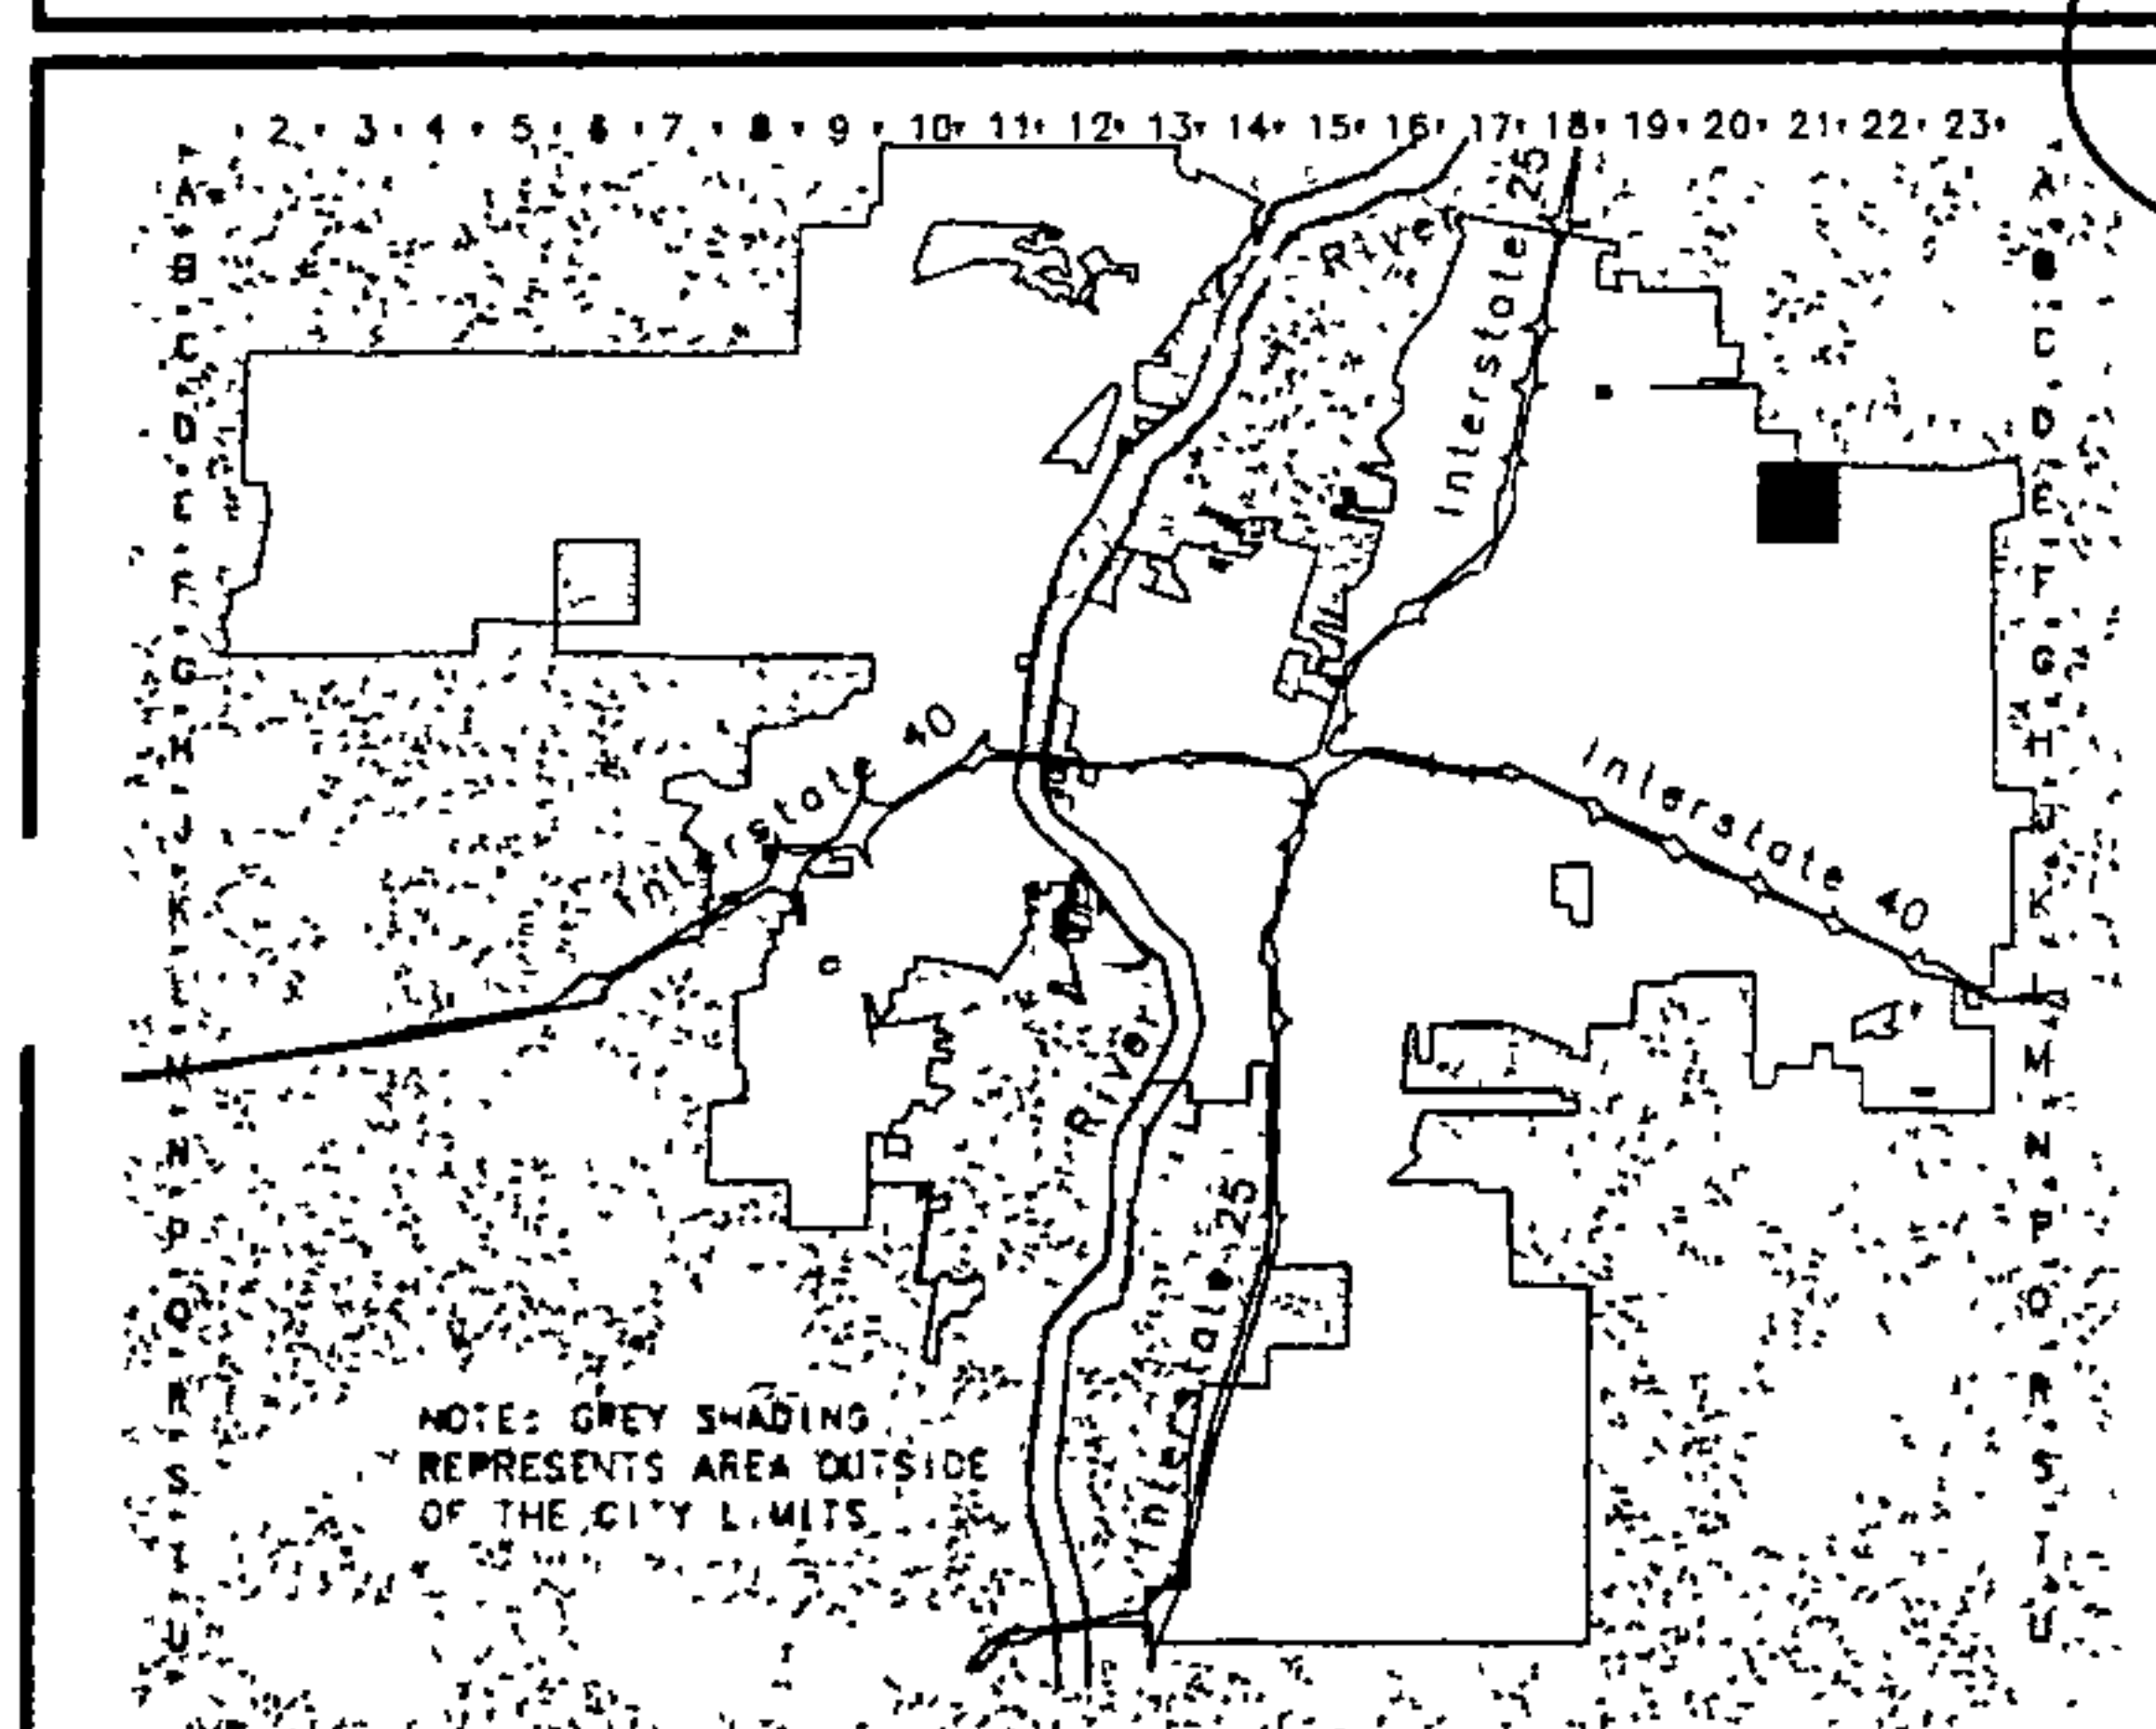 2 3 4 5 6 7 8 9 10 11 12 13 14 15 16 17 18 19 20 21 22 23
A A
B B
C C
D D
E E
F F
G G
H H
J J
K K
L L
M M
N N
P P
Q Q
R R
S S
T T
U U
River
Interstate 25
Interstate 40
Interstate 40
River
Interstate 25
NOTE: GREY SHADING
REPRESENTS AREA OUTSIDE
OF THE CITY LIMITS